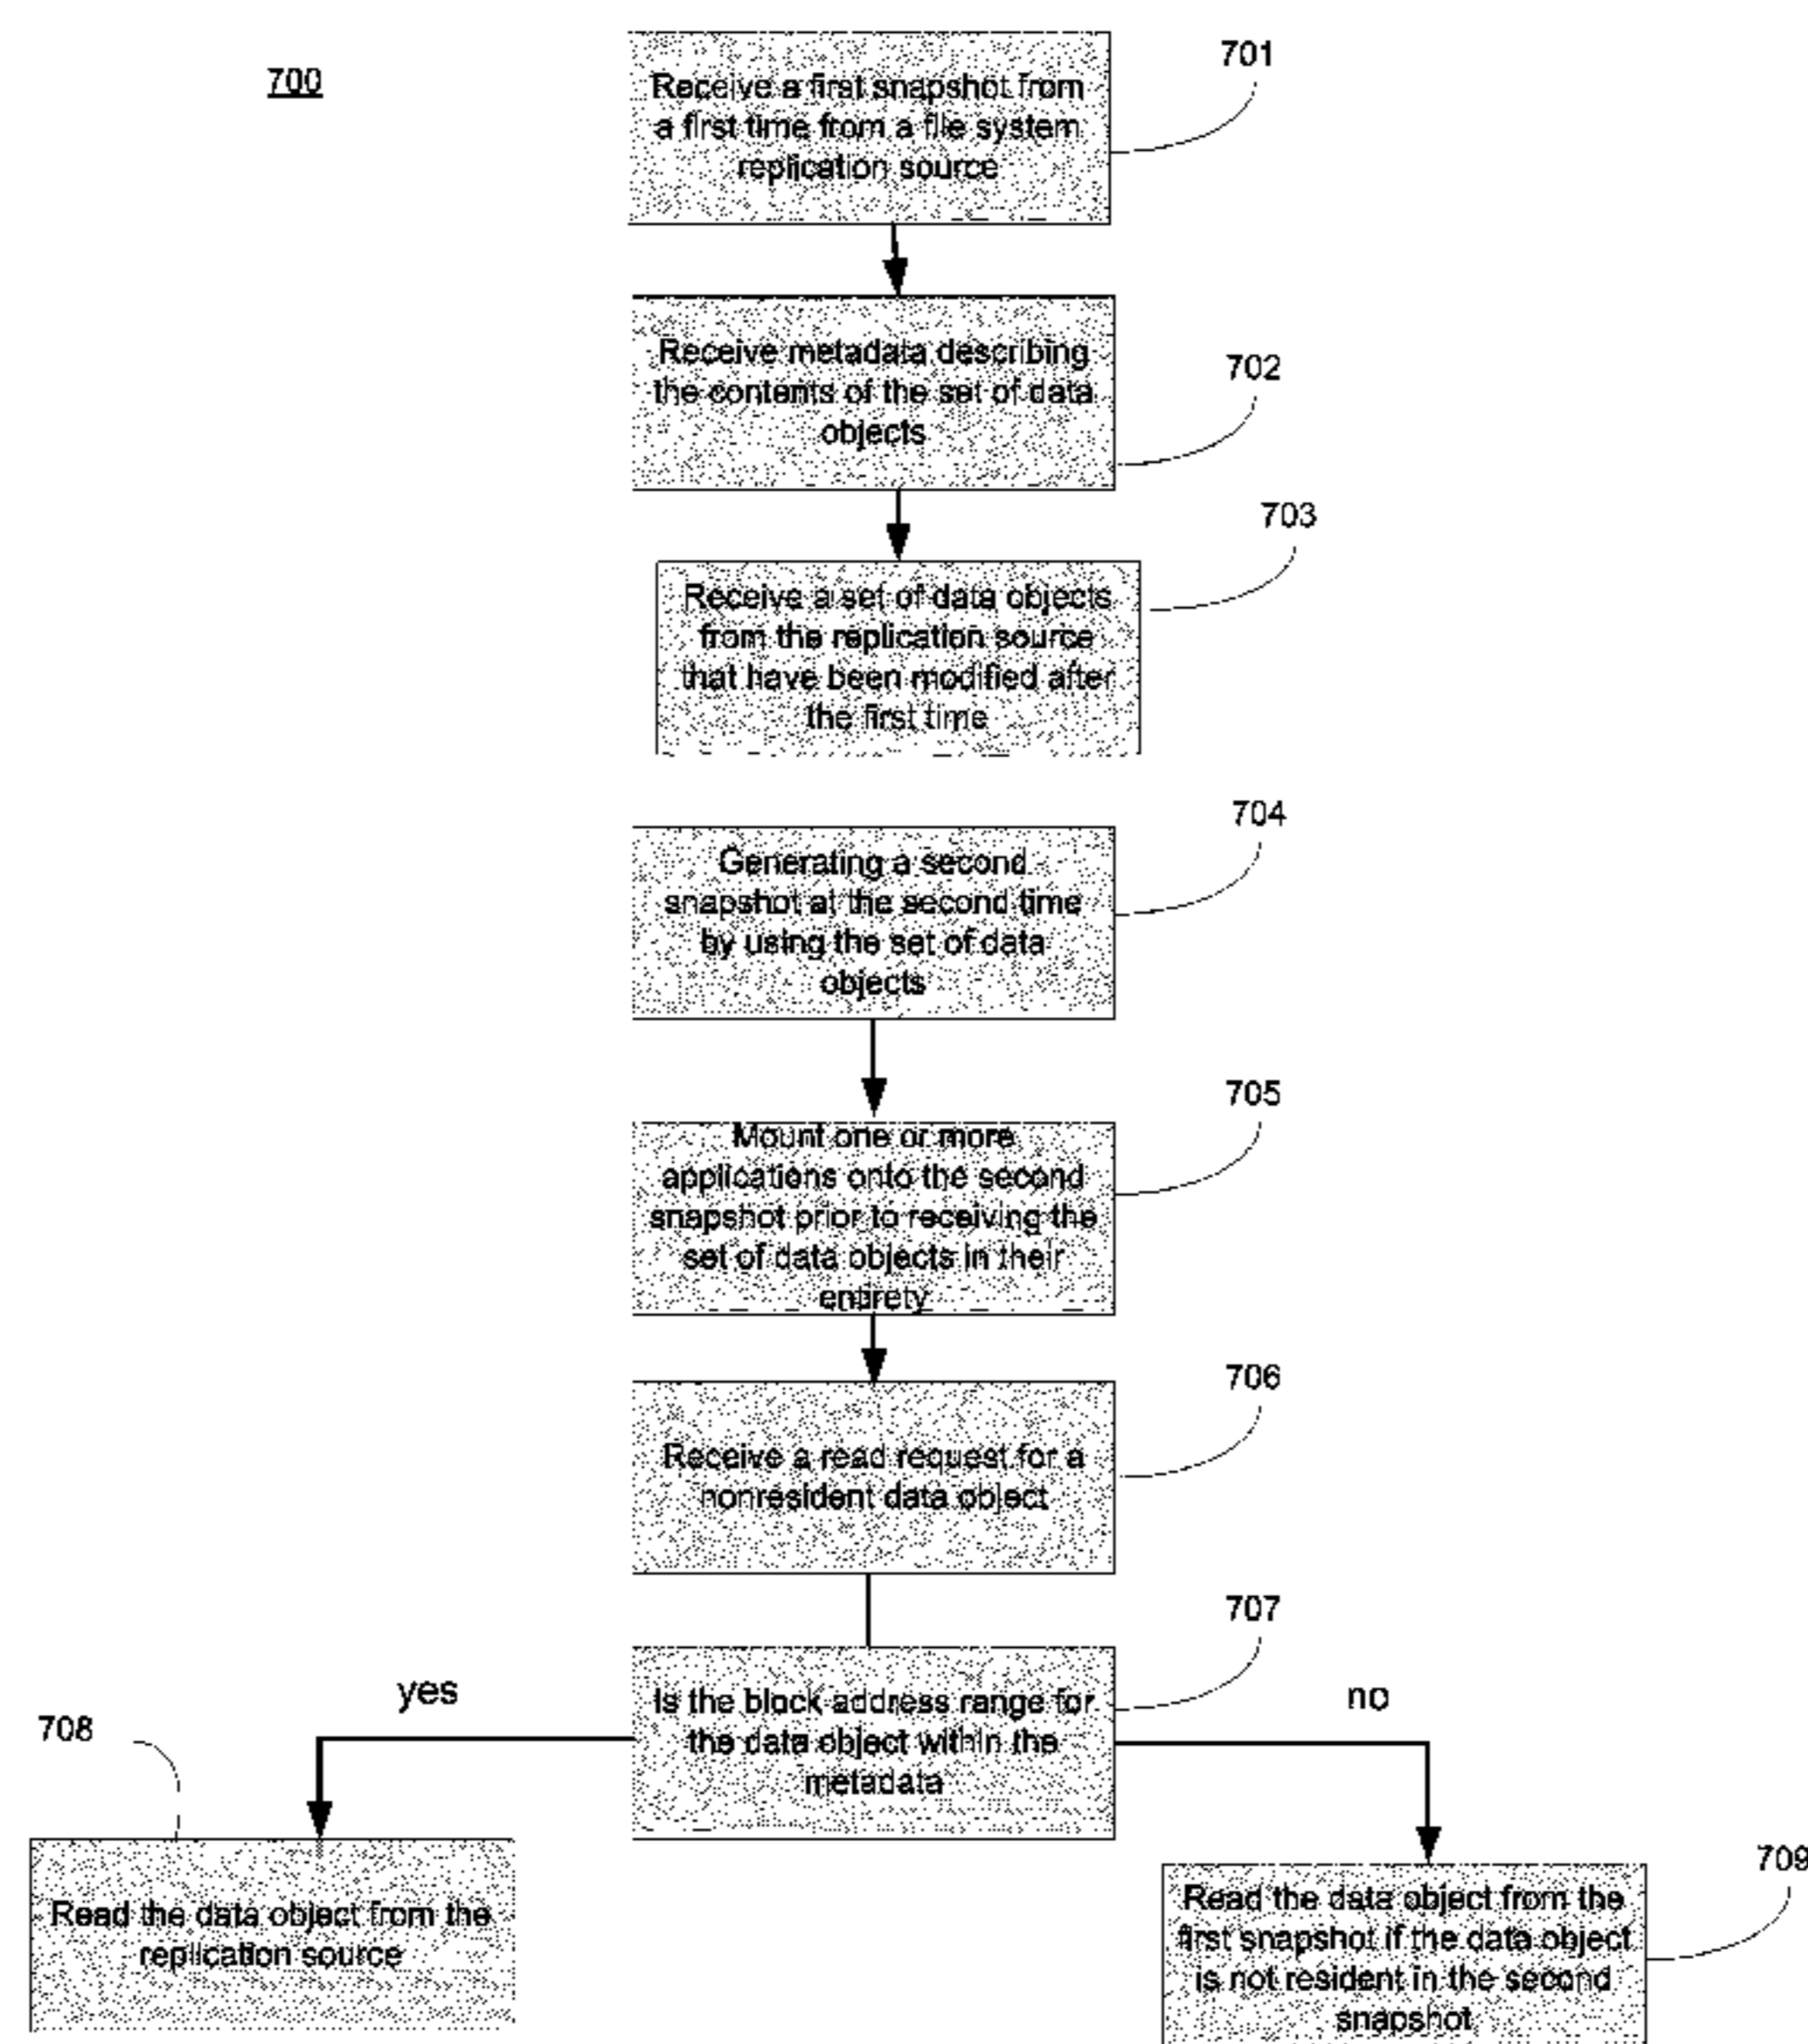 700
701
Receive a first snapshot from
a first time from a file system
replication source
702
Receive metadata describing
the contents of the set of data
objects
703
Receive a set of data objects
from the replication source
that have been modified after
the first time
704
Generating a second
snapshot at the second time
by using the set of data
objects
705
Mount one or more
applications onto the second
snapshot prior to receiving the
set of data objects in their
entirety
706
Receive a read request for a
nonresident data object
707
Is the block address range for
the data object within the
metadata
yes
no
708
Read the data object from the
replication source
709
Read the data object from the
first snapshot if the data object
is not resident in the second
snapshot